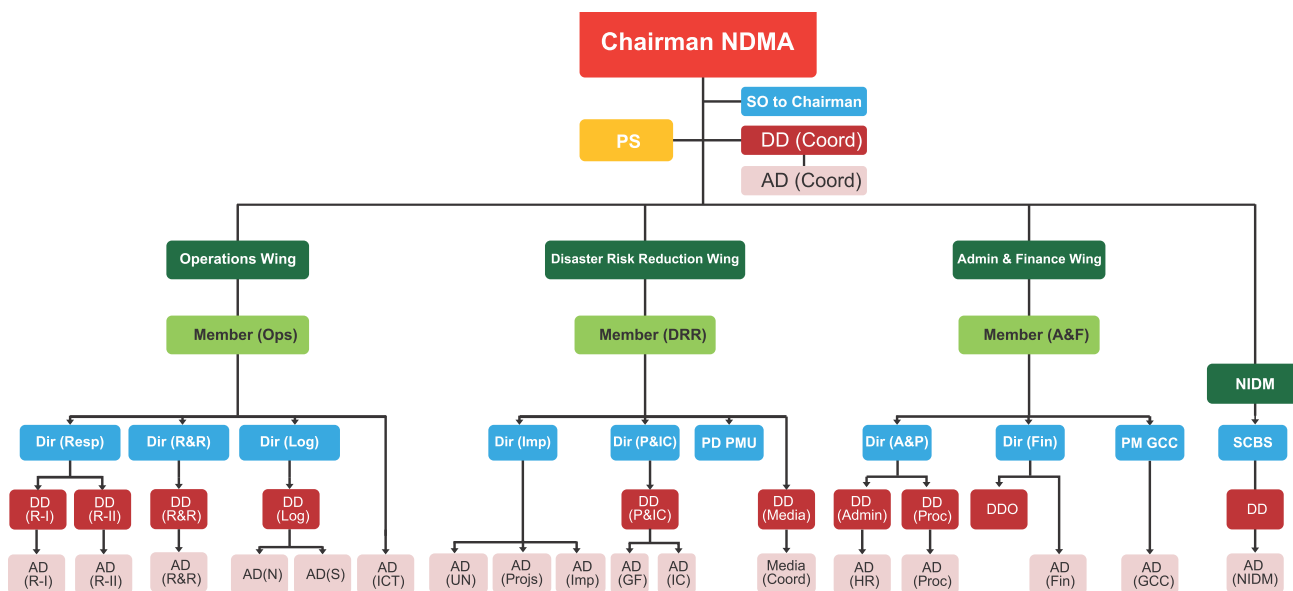 Chairman NDMA
SO to Chairman
PS
DD (Coord)
AD (Coord)
Operations Wing
Disaster Risk Reduction Wing
Admin & Finance Wing
Member (Ops)
Member (DRR)
Member (A&F)
NIDM
Dir (Resp)
Dir (R&R)
Dir (Log)
Dir (Imp)
Dir (P&IC)
PD PMU
Dir (A&P)
Dir (Fin)
PM GCC
SCBS
DD
(R-I)
DD
(R-II)
DD
(R&R)
DD
(Log)
DD
(P&IC)
DD
(Media)
DD
(Admin)
DD
(Proc)
DDO
DD
AD
(R-I)
AD
(R-II)
AD
(R&R)
AD(N)
AD(S)
AD
(ICT)
AD
(UN)
AD
(Projs)
AD
(Imp)
AD
(GF)
AD
(IC)
Media
(Coord)
AD
(HR)
AD
(Proc)
AD
(Fin)
AD
(GCC)
AD
(NIDM)